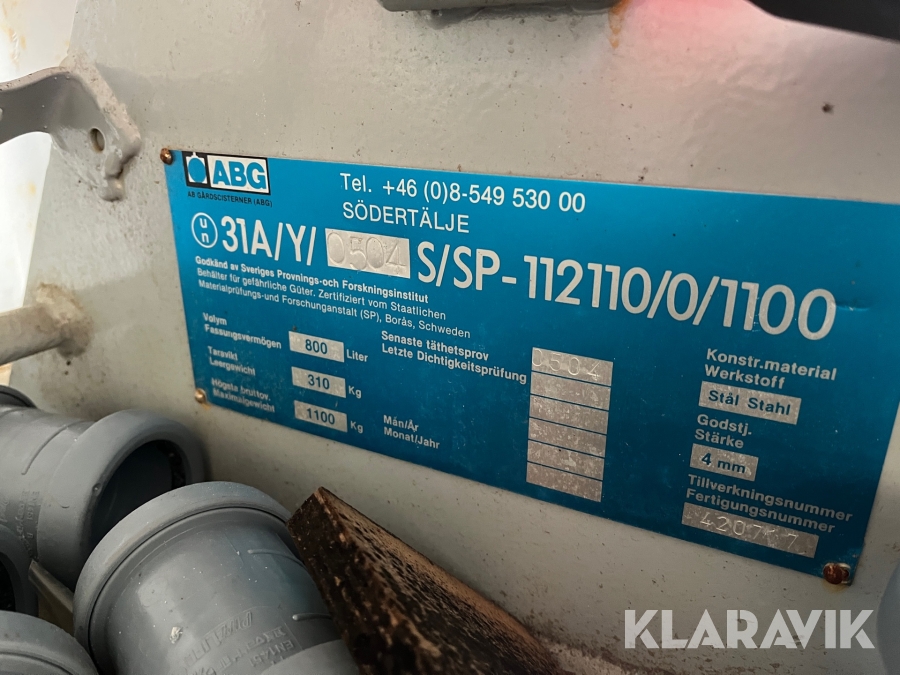 ABG
AB GÅRDSCISTERNER (ABG)
Tel. +46 (0)8-549 530 00
SÖDERTÄLJE
un 31A/Y/ 0504 S/SP-112110/0/1100
Godkänd av Sveriges Provnings-och Forskningsinstitut
Behälter für gefährliche Güter. Zertifiziert vom Staatlichen
Materialprüfungs-und Forschunganstalt (SP), Borås, Schweden
Volym
Fassungsvermögen 800 Liter
Taravikt
Leergewicht 310 Kg
Högsta bruttov.
Maximalgewicht 1100 Kg
Senaste täthetsprov
Letzte Dichtigkeitsprüfung 0504
Mån/År
Monat/Jahr
Konstr.material
Werkstoff
Stål Stahl
Godstj.
Stärke
4 mm
Tillverkningsnummer
Fertigungsnummer
KLARAVIK